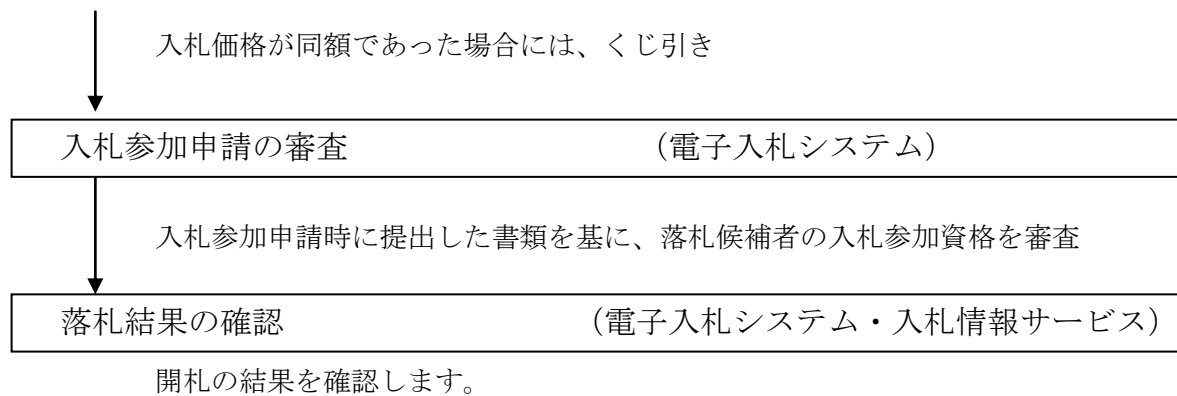 入札価格が同額であった場合には、くじ引き
入札参加申請の審査 (電子入札システム)
入札参加申請時に提出した書類を基に、落札候補者の入札参加資格を審査
落札結果の確認 (電子入札システム・入札情報サービス)
開札の結果を確認します。